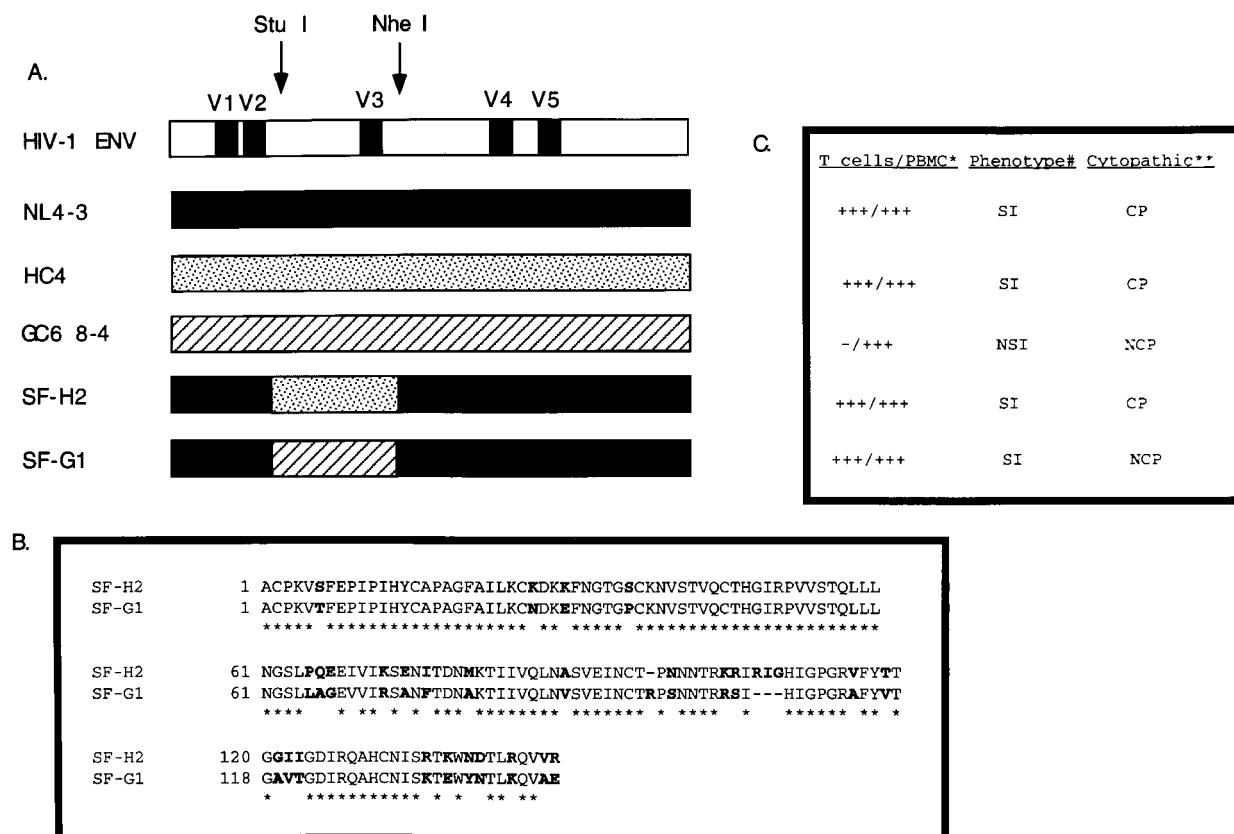 Stu I
Nhe I
A.
V1 V2 V3 V4 V5
HIV-1 ENV
NL4-3
HC4
GC6 8-4
SF-H2
SF-G1
C.
T cells/PBMC* Phenotype# Cytopathic**
+++/+++ SI CP
+++/+++ SI CP
-/+++ NSI NCP
+++/+++ SI CP
+++/+++ SI NCP
B.
SF-H2 1 ACPKVSFEPIPIHYCAPAGFAILKCKDKKFNGTGSCKNVSTVQCTHGIRPVVSTQLLL
SF-G1 1 ACPKVTFEPIPIHYCAPAGFAILKCNDKEFNGTGPCKNVSTVQCTHGIRPVVSTQLLL
***** ******************* ** ***** ***********************
SF-H2 61 NGSLPQEEIVIKSENITDNMKTIIVQLNASVEINCT-PNNNTRKRIRIGHIGPGRVFYTT
SF-G1 61 NGSLLAGEVVIRSANFTDNAKTIIVQLNVSVEINCTRPSNNTRRSI---HIGPGRAFYVT
**** * ** * * *** ******** ******* * **** * ****** ** *
SF-H2 120 GGIIGDIRQAHCNISRTKWNDTLRQVVR
SF-G1 118 GAVTGDIRQAHCNISKTEWYNTLKQVAE
* *********** * * ** **